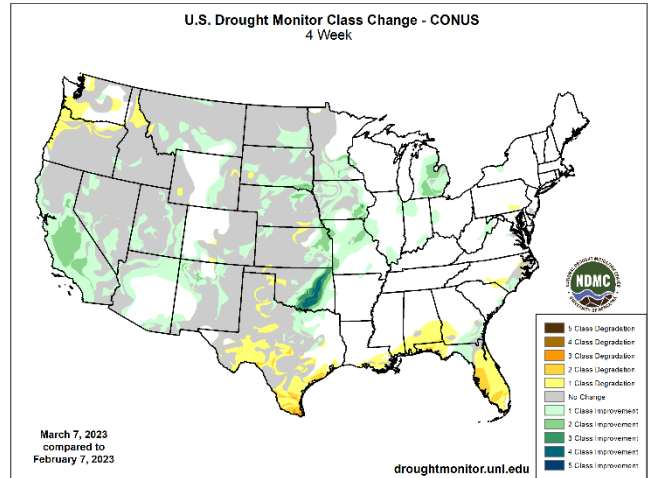 U.S. Drought Monitor Class Change - CONUS
4 Week
NDMC
5 Class Degradation
4 Class Degradation
3 Class Degradation
2 Class Degradation
1 Class Degradation
No Change
1 Class Improvement
2 Class Improvement
3 Class Improvement
4 Class Improvement
5 Class Improvement
March 7, 2023
compared to
February 7, 2023
droughtmonitor.unl.edu